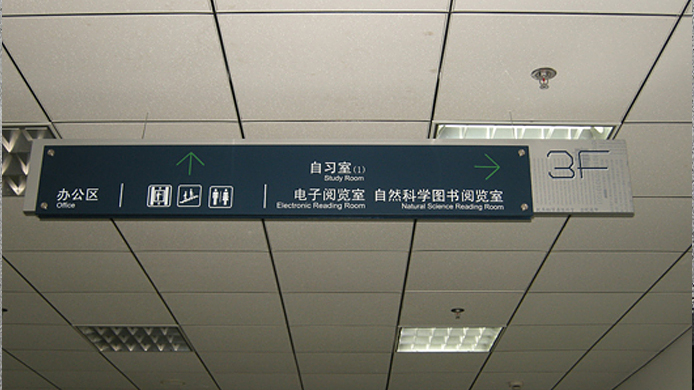 自习室(1)
Study Room
3F
办公区
Office
电子阅览室
Electronic Reading Room
自然科学图书阅览室
Natural Science Reading Room